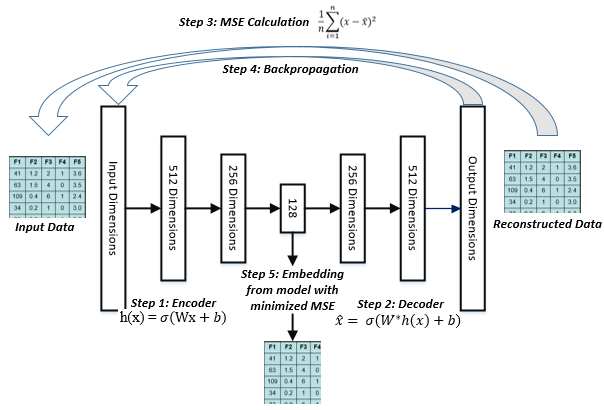 Step 3: MSE Calculation 1/n n∑i=1 (x − x̂)²
Step 4: Backpropagation
F1 F2 F3 F4 F5
41 1.2 2 1 3.6
63 1.5 4 0 3.5
109 0.4 6 1 2.4
34 0.2 1 0 3.0
Input Data
Input Dimensions
512 Dimensions
256 Dimensions
128
256 Dimensions
512 Dimensions
Output Dimensions
F1 F2 F3 F4 F5
41 1.2 2 1 3.6
63 1.5 4 0 3.5
109 0.4 6 1 2.4
34 0.2 1 0 3.0
Reconstructed Data
Step 1: Encoder
h(x) = σ(Wx + b)
Step 5: Embedding
from model with
minimized MSE
Step 2: Decoder
x̂ = σ(W*h(x) + b)
F1 F2 F3 F4
41 1.2 2 1
63 1.5 4 0
109 0.4 6 1
34 0.2 1 0